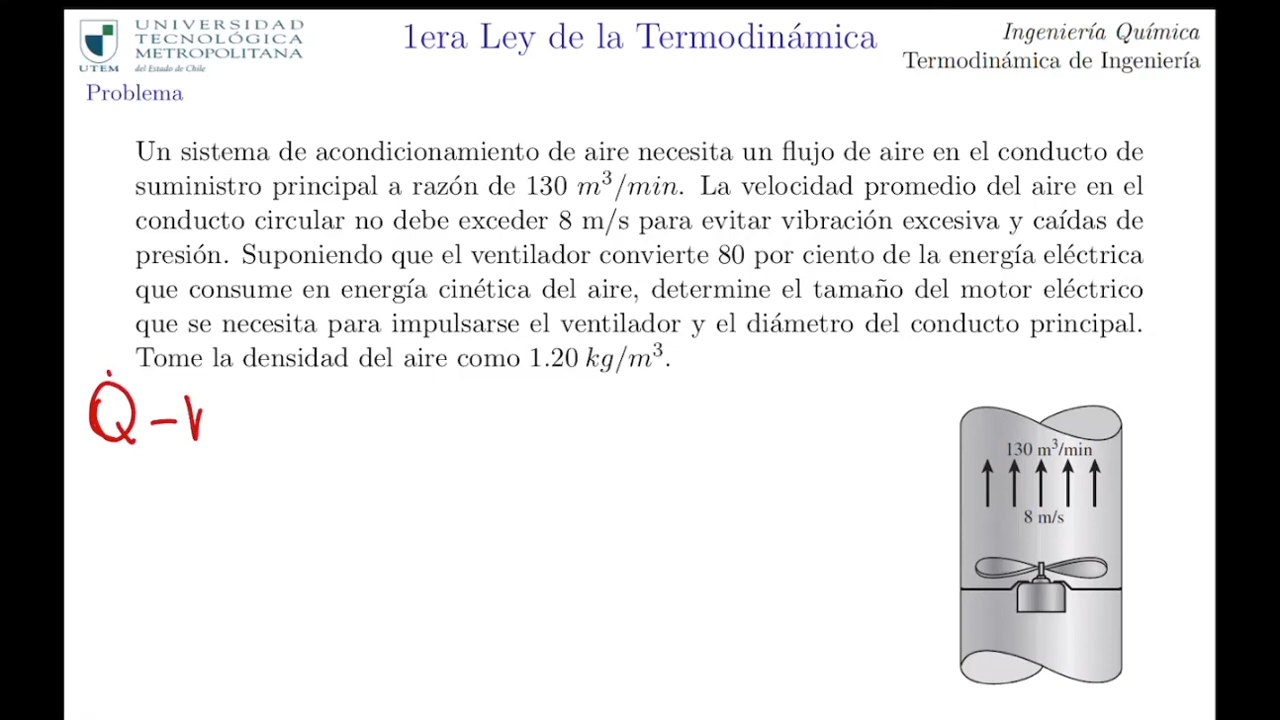 UNIVERSIDAD
TECNOLÓGICA
METROPOLITANA
UTEM
del Estado de Chile
1era Ley de la Termodinámica
Ingeniería Química
Termodinámica de Ingeniería
Problema
Un sistema de acondicionamiento de aire necesita un flujo de aire en el conducto de
suministro principal a razón de 130 m³/min. La velocidad promedio del aire en el
conducto circular no debe exceder 8 m/s para evitar vibración excesiva y caídas de
presión. Suponiendo que el ventilador convierte 80 por ciento de la energía eléctrica
que consume en energía cinética del aire, determine el tamaño del motor eléctrico
que se necesita para impulsarse el ventilador y el diámetro del conducto principal.
Tome la densidad del aire como 1.20 kg/m³.
Q̇ –
130 m³/min
8 m/s